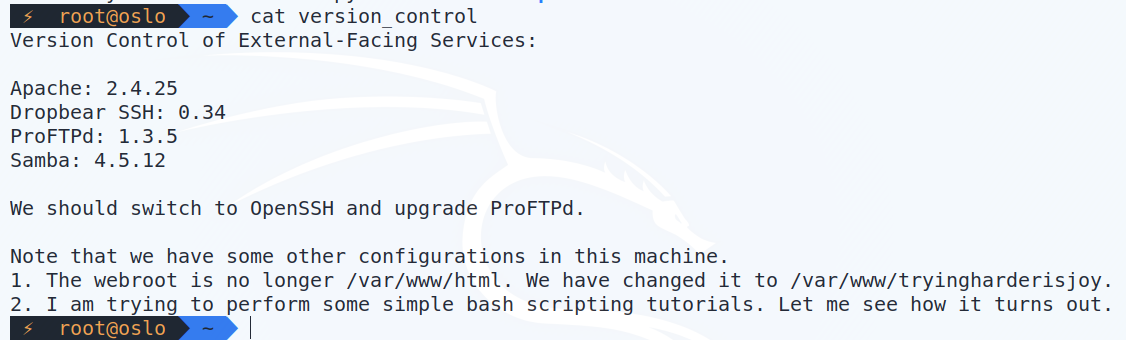 ⚡ root@oslo ~ cat version_control
Version Control of External-Facing Services:
Apache: 2.4.25
Dropbear SSH: 0.34
ProFTPd: 1.3.5
Samba: 4.5.12
We should switch to OpenSSH and upgrade ProFTPd.
Note that we have some other configurations in this machine.
1. The webroot is no longer /var/www/html. We have changed it to /var/www/tryingharderisjoy.
2. I am trying to perform some simple bash scripting tutorials. Let me see how it turns out.
⚡ root@oslo ~